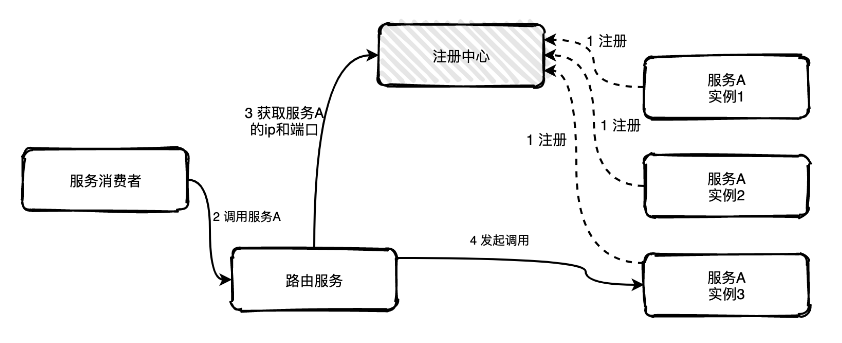 注册中心
1 注册
服务A
实例1
3 获取服务A
的ip和端口
1 注册
1 注册
服务消费者
服务A
实例2
2 调用服务A
4 发起调用
路由服务
服务A
实例3